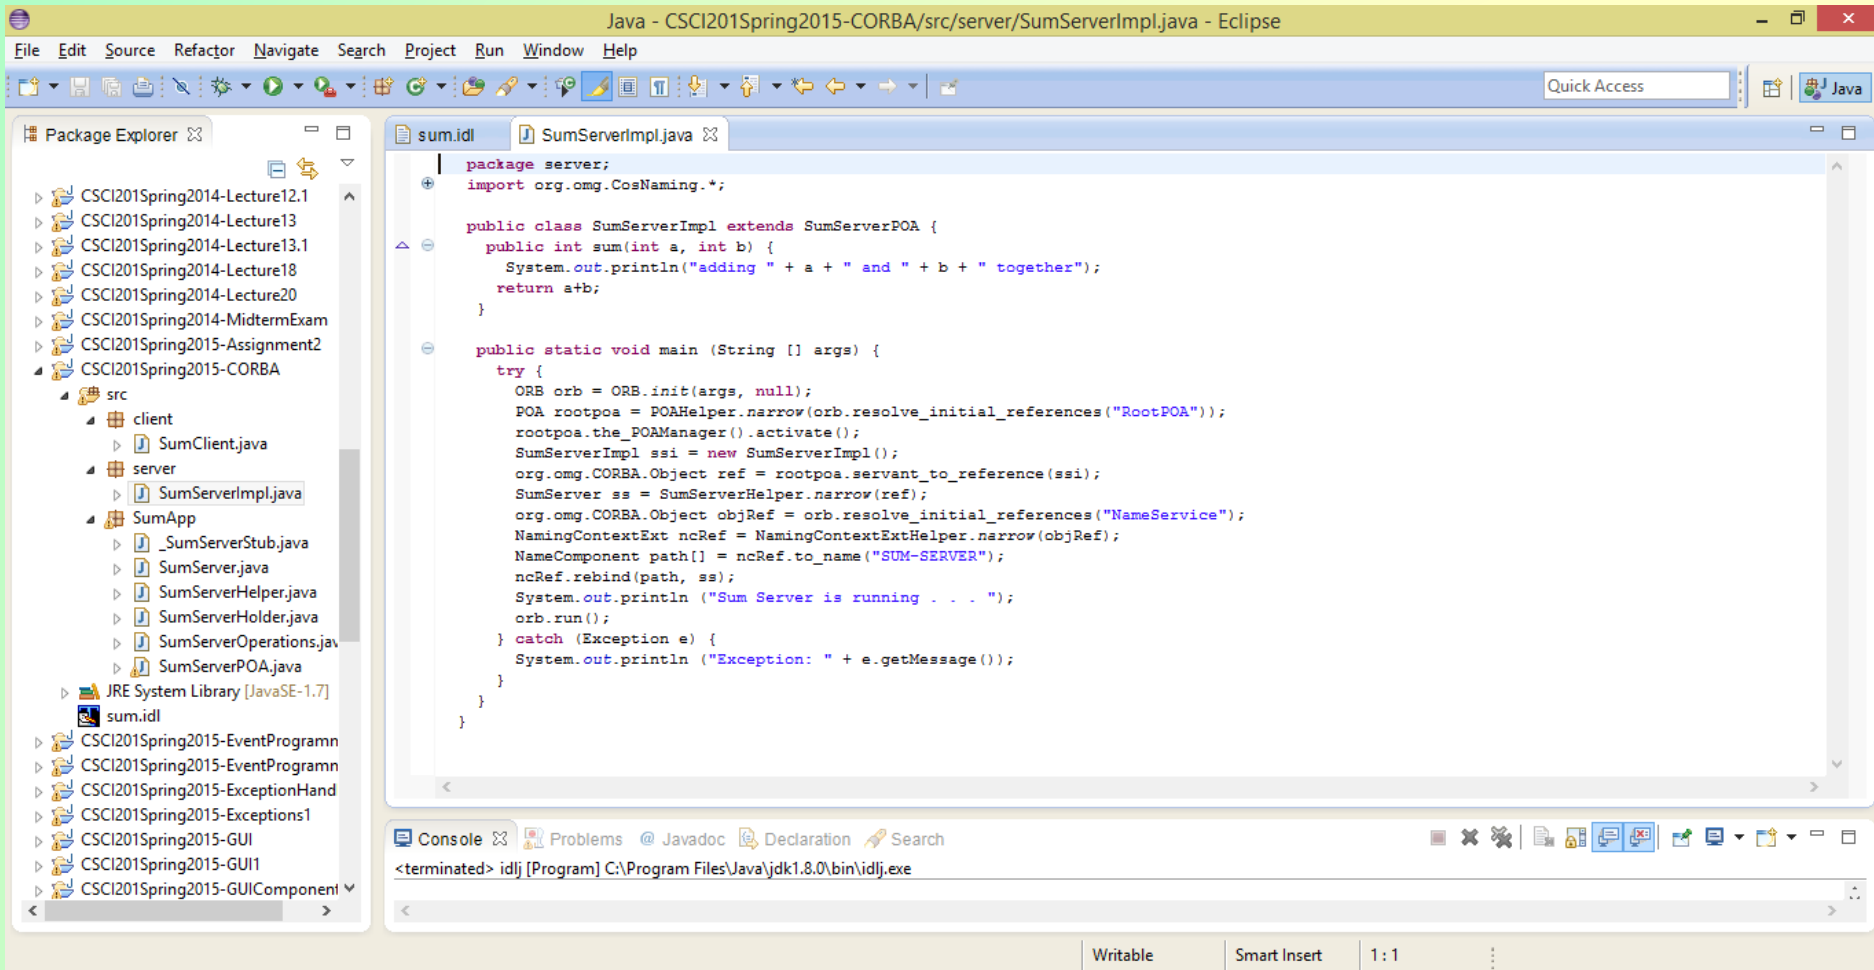 Java - CSCI201Spring2015-CORBA/src/server/SumServerImpl.java - Eclipse
File Edit Source Refactor Navigate Search Project Run Window Help
Quick Access
Java
Package Explorer
CSCI201Spring2014-Lecture12.1
CSCI201Spring2014-Lecture13
CSCI201Spring2014-Lecture13.1
CSCI201Spring2014-Lecture18
CSCI201Spring2014-Lecture20
CSCI201Spring2014-MidtermExam
CSCI201Spring2015-Assignment2
CSCI201Spring2015-CORBA
src
client
SumClient.java
server
SumServerImpl.java
SumApp
_SumServerStub.java
SumServer.java
SumServerHelper.java
SumServerHolder.java
SumServerOperations.jav
SumServerPOA.java
JRE System Library [JavaSE-1.7]
sum.idl
CSCI201Spring2015-EventProgramn
CSCI201Spring2015-EventProgramn
CSCI201Spring2015-ExceptionHand
CSCI201Spring2015-Exceptions1
CSCI201Spring2015-GUI
CSCI201Spring2015-GUI1
CSCI201Spring2015-GUIComponent
sum.idl SumServerImpl.java
package server;
import org.omg.CosNaming.*;
public class SumServerImpl extends SumServerPOA {
public int sum(int a, int b) {
System.out.println("adding " + a + " and " + b + " together");
return a+b;
}
public static void main (String [] args) {
try {
ORB orb = ORB.init(args, null);
POA rootpoa = POAHelper.narrow(orb.resolve_initial_references("RootPOA"));
rootpoa.the_POAManager().activate();
SumServerImpl ssi = new SumServerImpl();
org.omg.CORBA.Object ref = rootpoa.servant_to_reference(ssi);
SumServer ss = SumServerHelper.narrow(ref);
org.omg.CORBA.Object objRef = orb.resolve_initial_references("NameService");
NamingContextExt ncRef = NamingContextExtHelper.narrow(objRef);
NameComponent path[] = ncRef.to_name("SUM-SERVER");
ncRef.rebind(path, ss);
System.out.println ("Sum Server is running . . . ");
orb.run();
} catch (Exception e) {
System.out.println ("Exception: " + e.getMessage());
}
}
}
Console Problems @ Javadoc Declaration Search
<terminated> idlj [Program] C:\Program Files\Java\jdk1.8.0\bin\idlj.exe
Writable Smart Insert 1 : 1